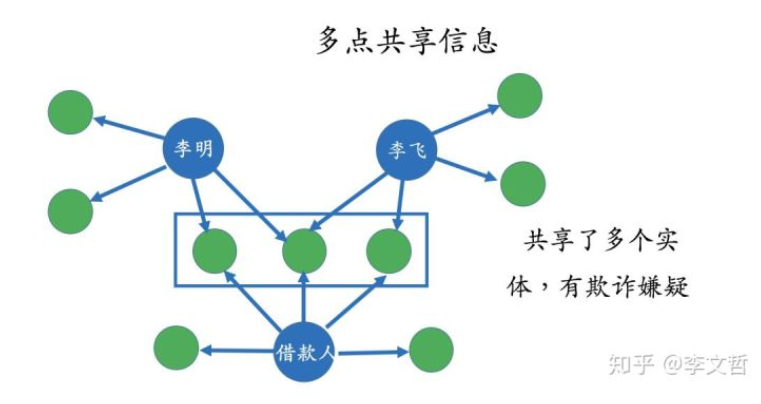 多点共享信息
李明
李飞
共享了多个实
体，有欺诈嫌疑
借款人
知乎 @李文哲